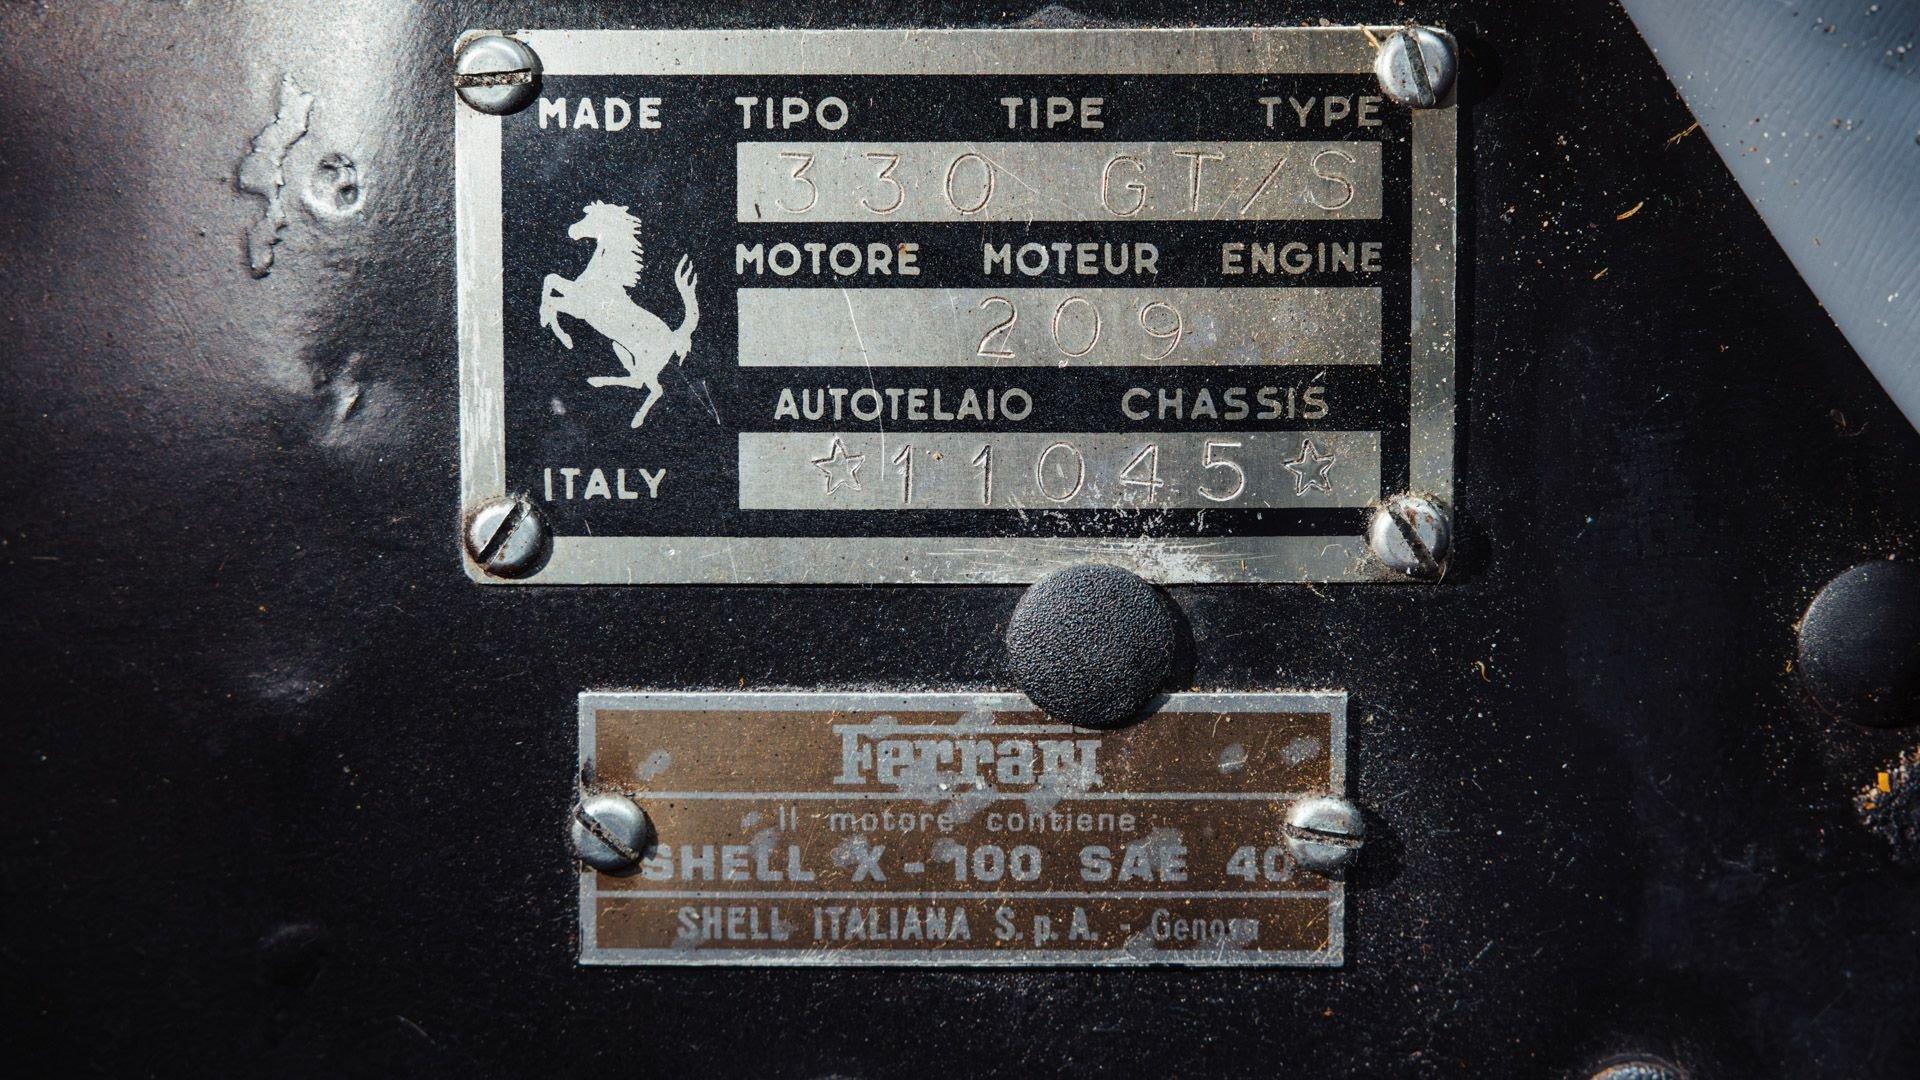 MADE TIPO TIPE TYPE
330 GT/S
MOTORE MOTEUR ENGINE
209
AUTOTELAIO CHASSIS
☆11045☆
ITALY
Ferrari
Il motore contiene:
SHELL X-100 SAE 40
SHELL ITALIANA S.p.A. - Genova